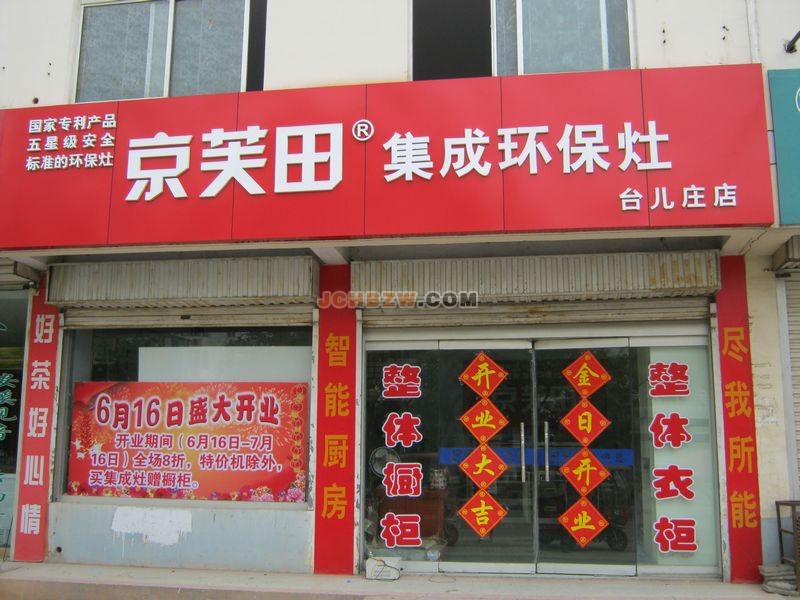 国家专利产品
五星级安全
标准的环保灶
京芙田®集成环保灶
台儿庄店
JCHBZW.COM
好茶好心情
6月16日盛大开业
开业期间（6月16日-7月
16日）全场8折，特价机除外，
买集成灶赠橱柜。
智能厨房
整体橱柜
开业大吉
金日开业
整体衣柜
尽我所能